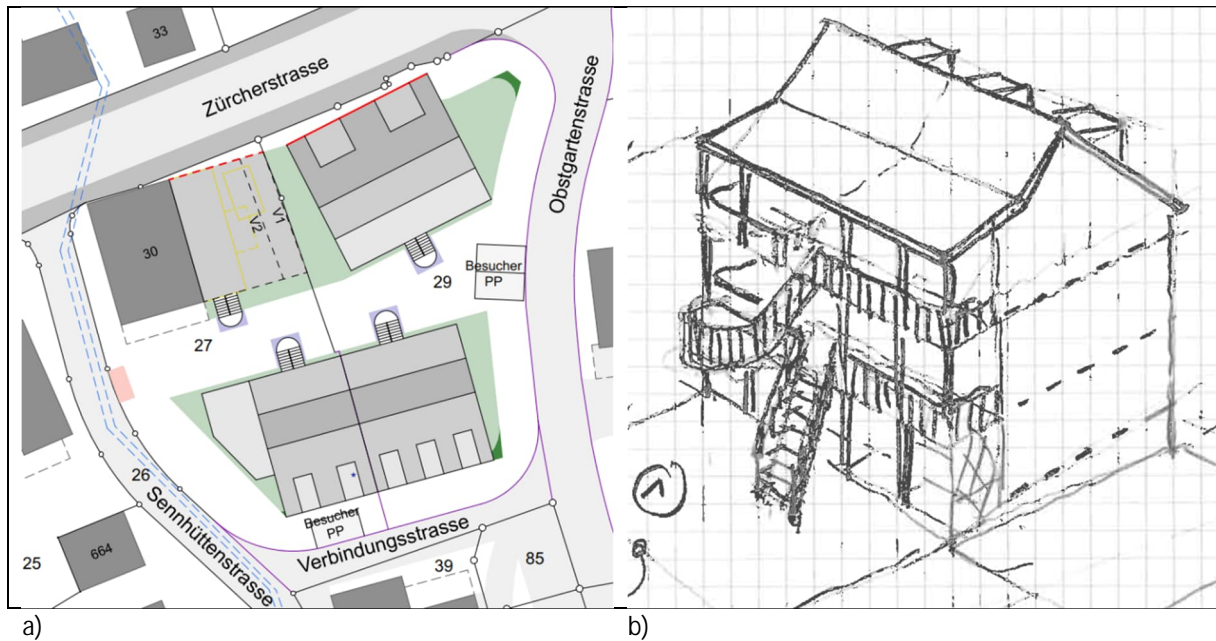 33
Zürcherstrasse
Obstgartenstrasse
30
V1
V2
Besucher
PP
29
27
26
Sennhüttenstrasse
Besucher
PP
Verbindungsstrasse
25
664
39
85
1
a)
b)